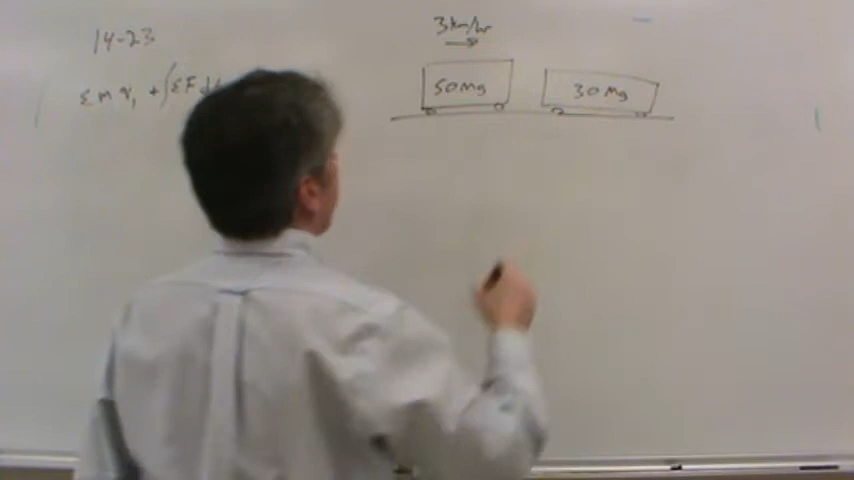 14-23
Σ m v₁ + ∫ΣF dt
3km/hr
50Mg
30Mg